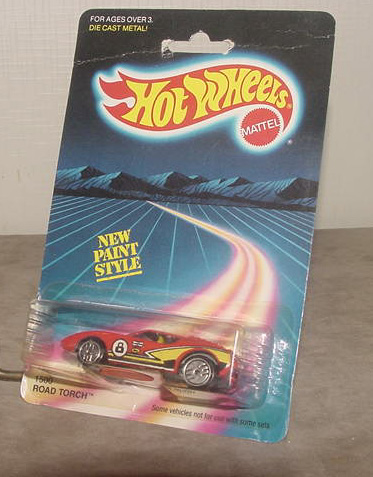 FOR AGES OVER 3.
DIE CAST METAL!
HOT WHEELS®
MATTEL
NEW
PAINT
STYLE
8
1506
ROAD TORCH™
Some vehicles not for use with some sets.